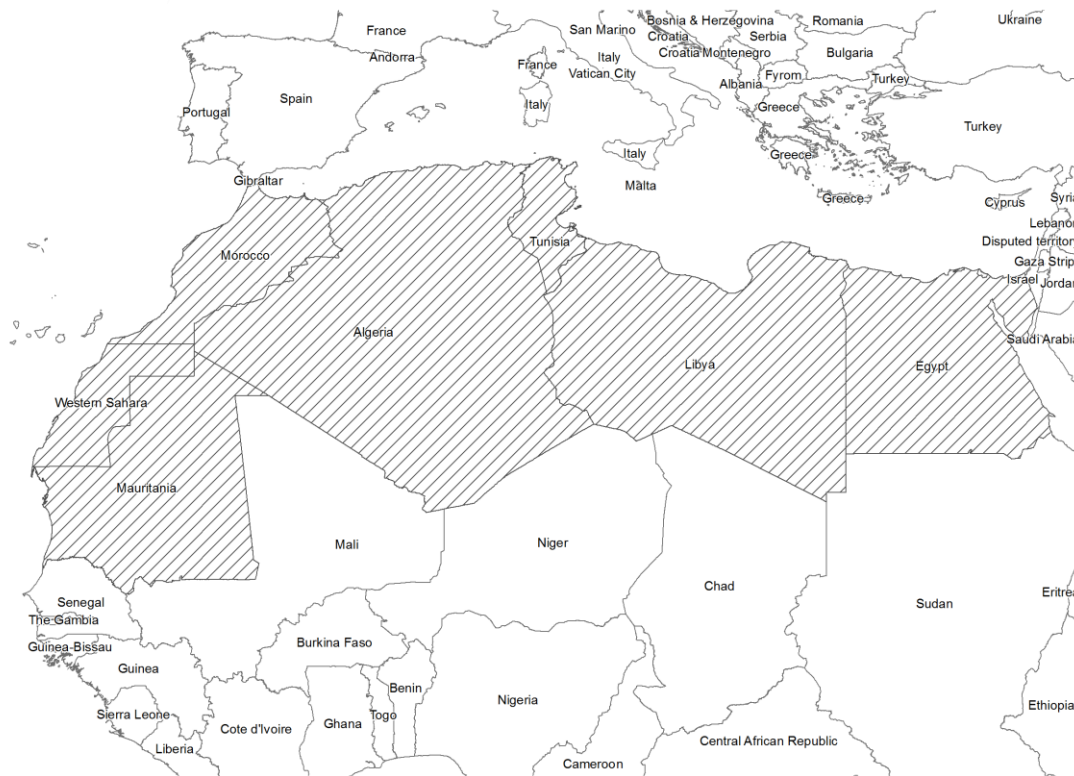 Bosnia & Herzegovina
Romania
Ukraine
France
San Marino
Croatia
Serbia
Andorra
Italy
Croatia
Montenegro
Bulgaria
France
Vatican City
Albania
Fyrom
Turkey
Spain
Italy
Greece
Portugal
Turkey
Italy
Greece
Gibraltar
Malta
Greece
Cyprus
Syria
Lebanon
Tunisia
Disputed territory
Morocco
Gaza Strip
Israel
Jordan
Algeria
Saudi Arabia
Libya
Egypt
Western Sahara
Mauritania
Mali
Niger
Chad
Senegal
Sudan
Eritrea
The Gambia
Guinea-Bissau
Burkina Faso
Guinea
Benin
Nigeria
Ethiopia
Sierra Leone
Cote d'Ivoire
Ghana
Togo
Liberia
Central African Republic
Cameroon